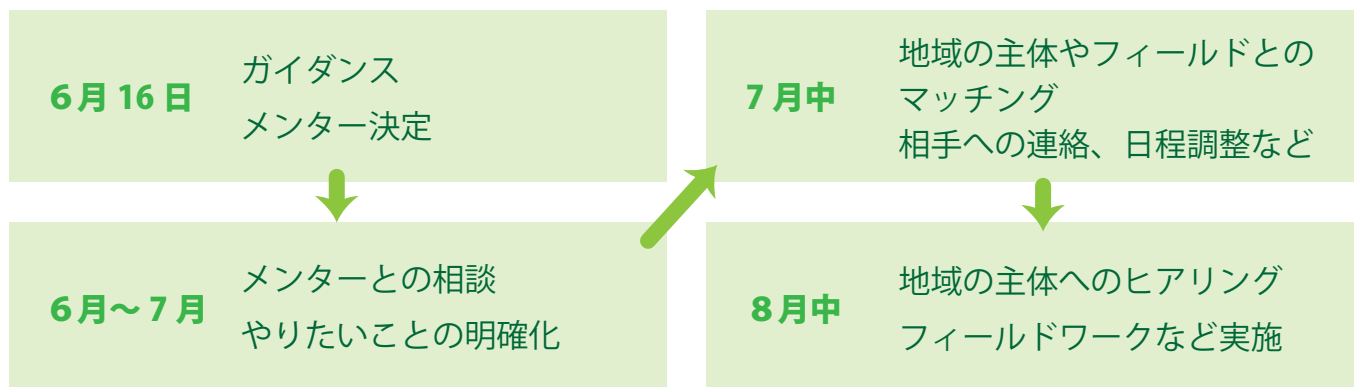 6月 16 日
ガイダンス
メンター決定
6月〜 7 月
メンターとの相談
やりたいことの明確化
7 月中
地域の主体やフィールドとの
マッチング
相手への連絡、日程調整など
8月中
地域の主体へのヒアリング
フィールドワークなど実施